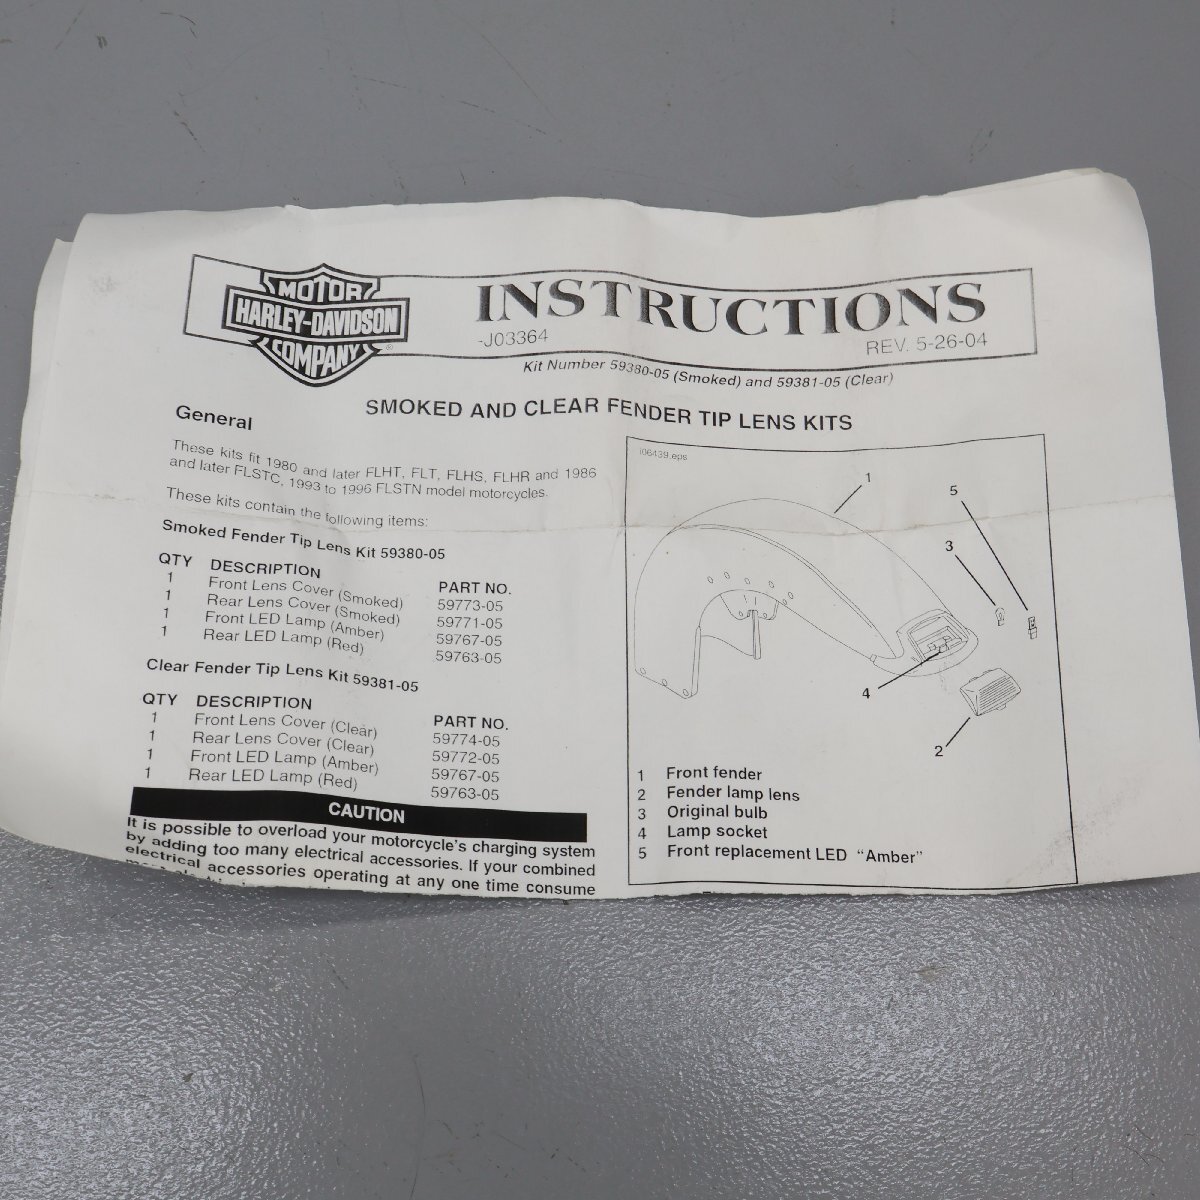 MOTOR
HARLEY-DAVIDSON
COMPANY
®
INSTRUCTIONS
-J03364
REV. 5-26-04
Kit Number 59380-05 (Smoked) and 59381-05 (Clear)
SMOKED AND CLEAR FENDER TIP LENS KITS
General
These kits fit 1980 and later FLHT, FLT, FLHS, FLHR and 1986
and later FLSTC, 1993 to 1996 FLSTN model motorcycles.
These kits contain the following items:
Smoked Fender Tip Lens Kit 59380-05
QTY DESCRIPTION PART NO.
1 Front Lens Cover (Smoked) 59773-05
1 Rear Lens Cover (Smoked) 59771-05
1 Front LED Lamp (Amber) 59767-05
1 Rear LED Lamp (Red) 59763-05
Clear Fender Tip Lens Kit 59381-05
QTY DESCRIPTION PART NO.
1 Front Lens Cover (Clear) 59774-05
1 Rear Lens Cover (Clear) 59772-05
1 Front LED Lamp (Amber) 59767-05
1 Rear LED Lamp (Red) 59763-05
CAUTION
It is possible to overload your motorcycle's charging system
by adding too many electrical accessories. If your combined
electrical accessories operating at any one time consume
i06439.eps
1
5
3
4
2
1 Front fender
2 Fender lamp lens
3 Original bulb
4 Lamp socket
5 Front replacement LED "Amber"